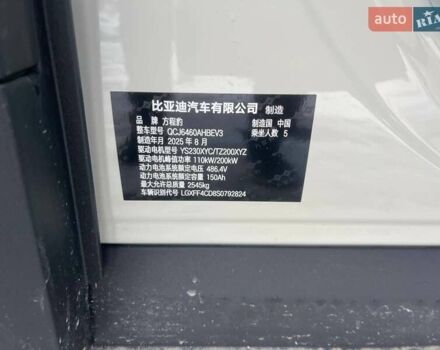 auto RIA
比亚迪汽车有限公司 制造
品 牌 方程豹 制造国 中国
整车型号 QCJ6460AHBEV3 乘坐人数 5
制造年月 2025 年 8 月
驱动电机型号 YS230XYC/TZ200XYZ
驱动电机峰值功率 110kW/200kW
动力电池系统额定电压 486.4V
动力电池系统额定容量 150Ah
最大允许总质量 2545kg
车辆识别代号 LGXFF4CD8S0792824